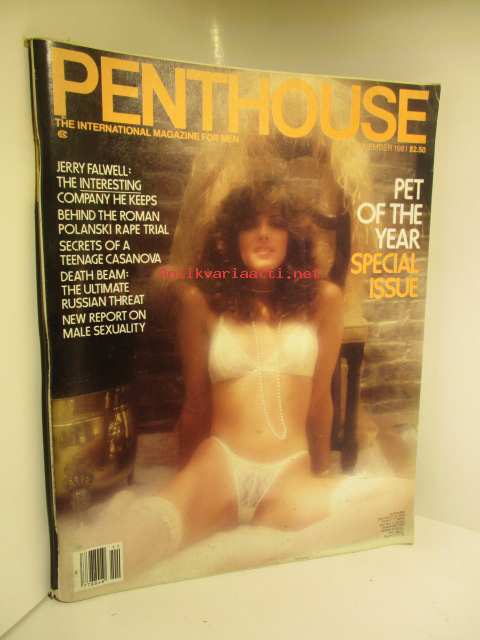 PENTHOUSE
THE INTERNATIONAL MAGAZINE FOR MEN
1981 $2.50
JERRY FALWELL:
THE INTERESTING
COMPANY HE KEEPS
BEHIND THE ROMAN
POLANSKI RAPE TRIAL
SECRETS OF A
TEENAGE CASANOVA
DEATH BEAM:
THE ULTIMATE
RUSSIAN THREAT
NEW REPORT ON
MALE SEXUALITY
PET
OF THE
YEAR
SPECIAL
ISSUE
Antikvariaatti.net